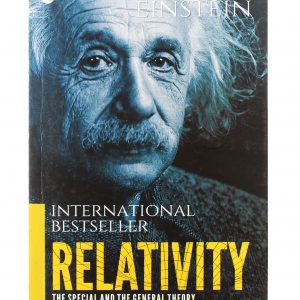 EINSTEIN
INTERNATIONAL
BESTSELLER
RELATIVITY
THE SPECIAL AND THE GENERAL THEORY